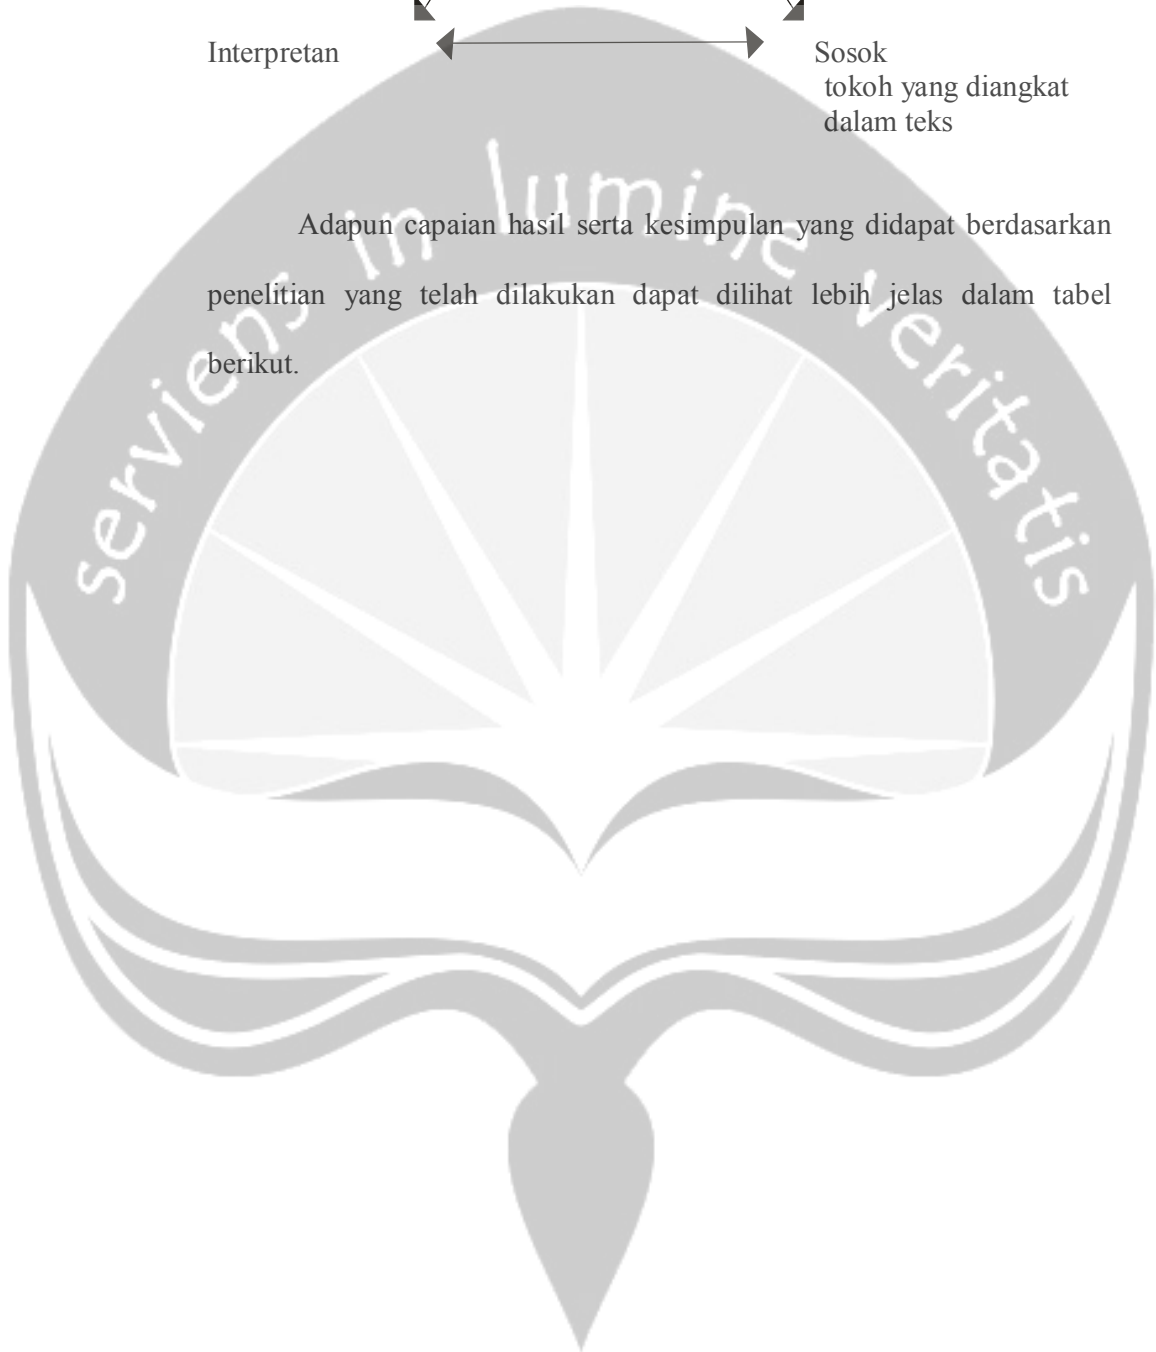 Interpretan
Sosok
tokoh yang diangkat
dalam teks
serviens in lumine veritatis
Adapun capaian hasil serta kesimpulan yang didapat berdasarkan
penelitian yang telah dilakukan dapat dilihat lebih jelas dalam tabel
berikut.